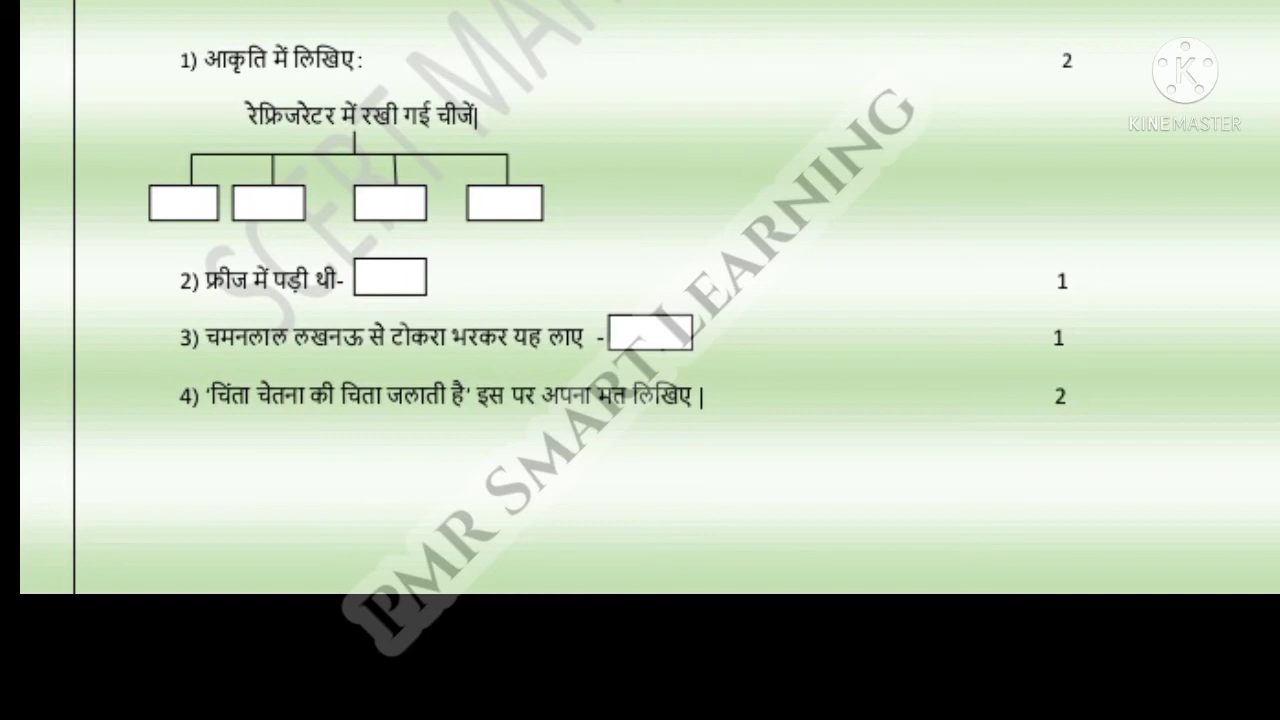 1) आकृति में लिखिए : 2
K
KINEMASTER
रेफ्रिजरेटर में रखी गई चीजें|
2) फ्रीज में पड़ी थी- 1
3) चमनलाल लखनऊ से टोकरा भरकर यह लाए - 1
4) ‘चिंता चेतना की चिता जलाती है’ इस पर अपना मत लिखिए | 2
PMR SMART LEARNING
SCERT